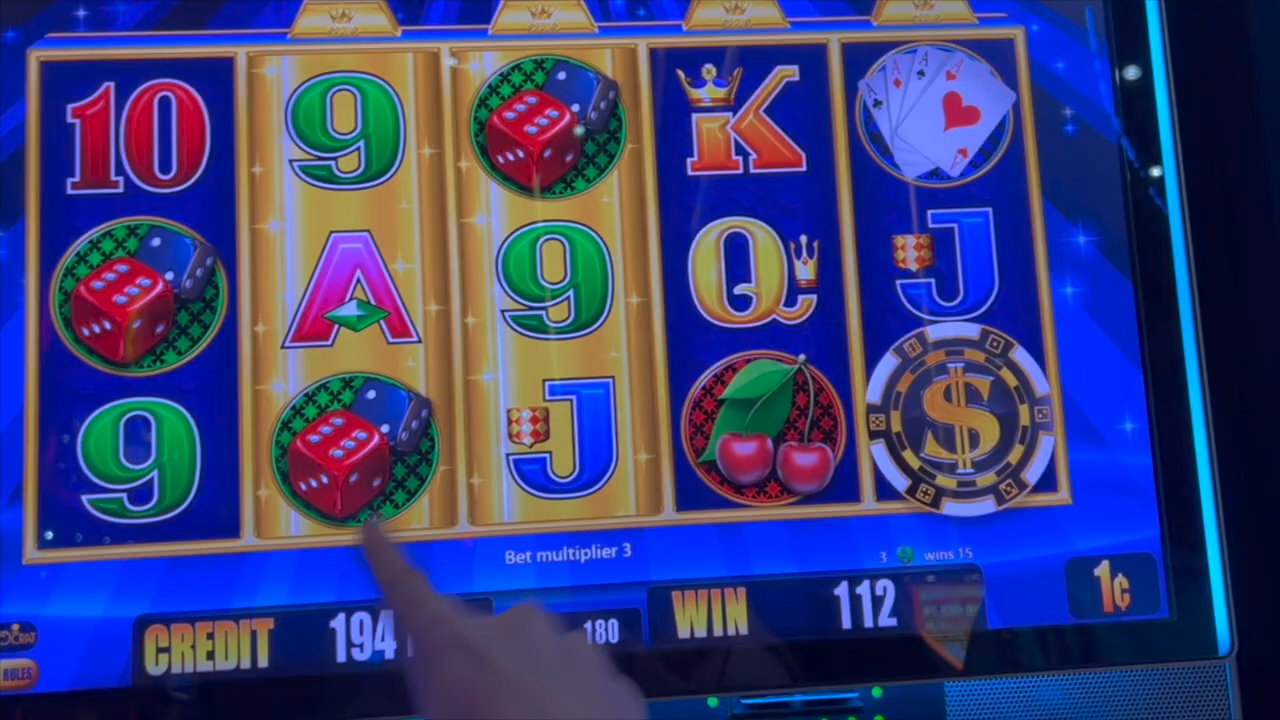 10
9
K
9
A
9
Q
J
J
$
Bet multiplier 3
3 9 wins 15
CREDIT 194
180
WIN 112
1¢
RULES